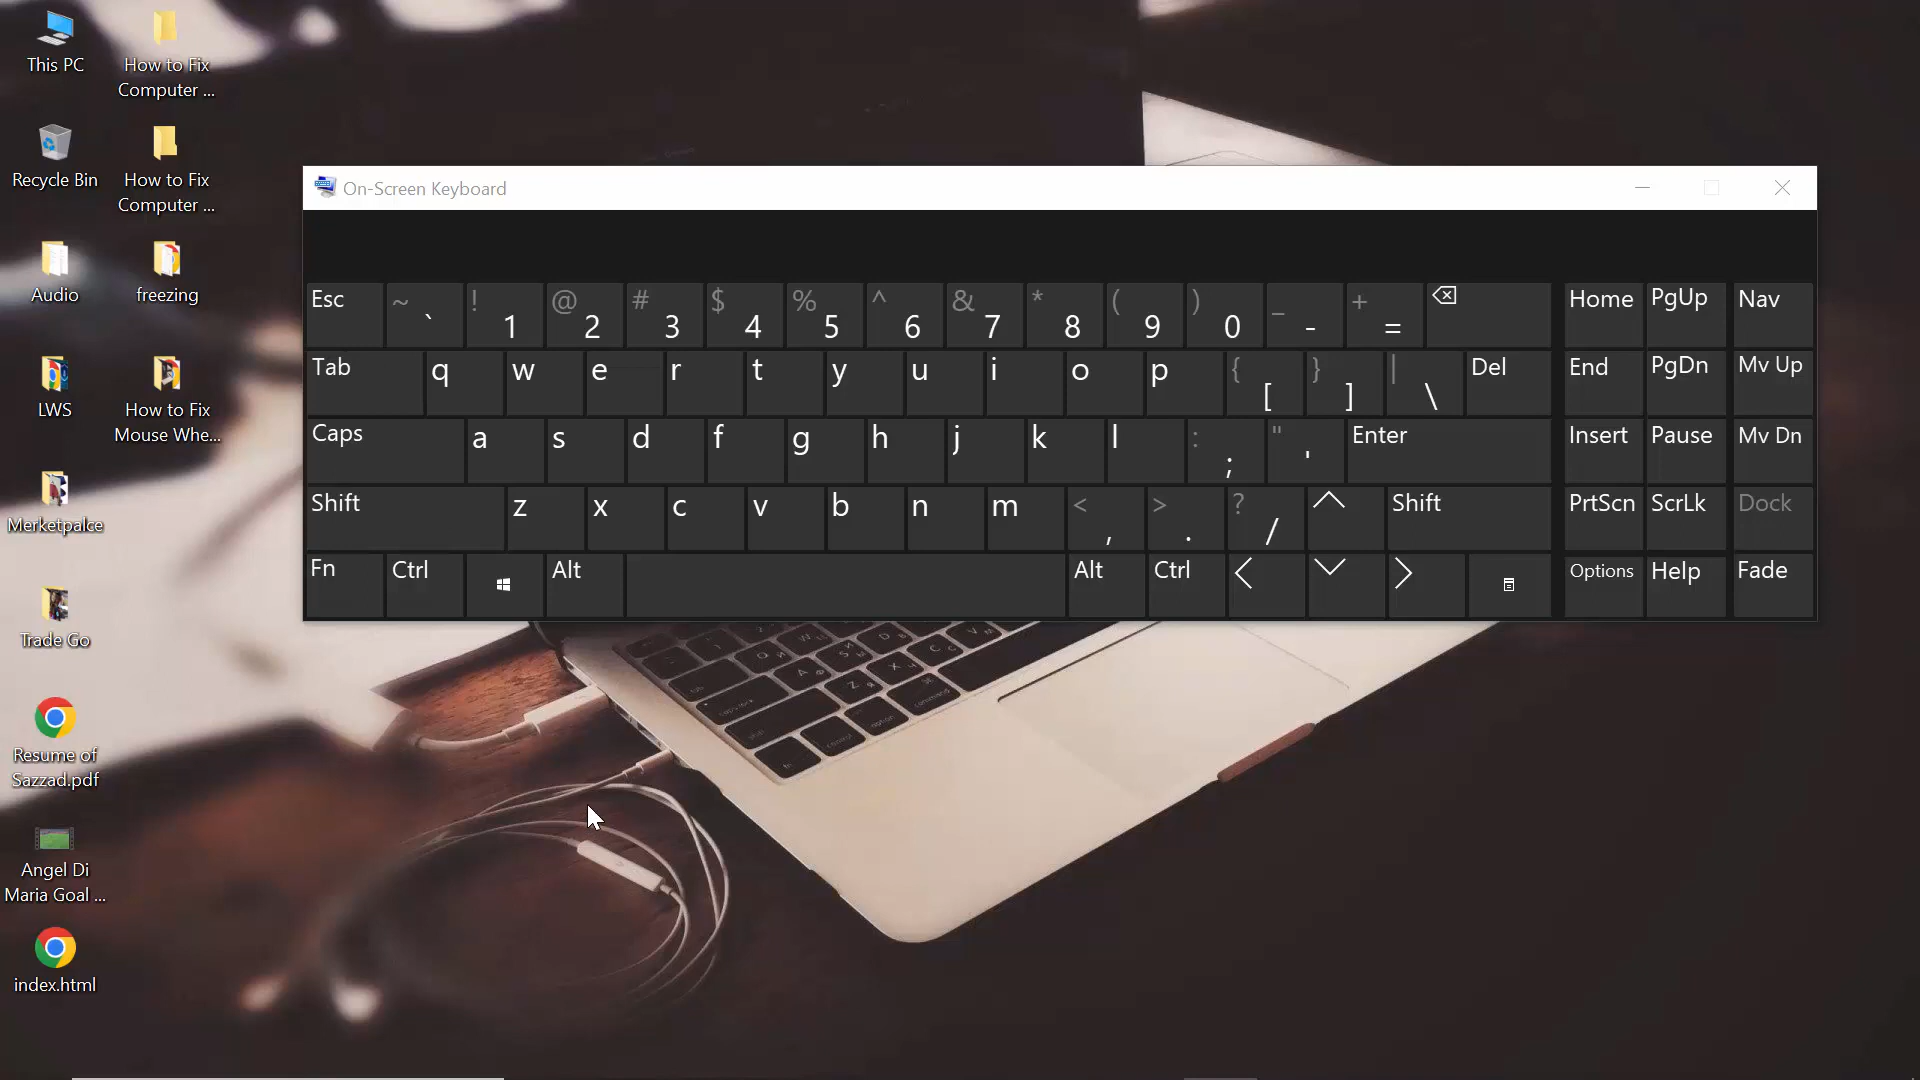 This PC
How to Fix
Computer ...
Recycle Bin
How to Fix
Computer ...
Audio
freezing
LWS
How to Fix
Mouse Whe...
Merketpalce
Trade Go
Resume of
Sazzad.pdf
Angel Di
Maria Goal ...
index.html
On-Screen Keyboard
Esc ~ ` ! 1 @ 2 # 3 $ 4 % 5 ^ 6 & 7 * 8 ( 9 ) 0 _ - + = Home PgUp Nav
Tab q w e r t y u i o p { [ } ] | \ Del End PgDn Mv Up
Caps a s d f g h j k l : ; " ' Enter Insert Pause Mv Dn
Shift z x c v b n m < , > . ? / Shift PrtScn ScrLk Dock
Fn Ctrl Alt Alt Ctrl Options Help Fade